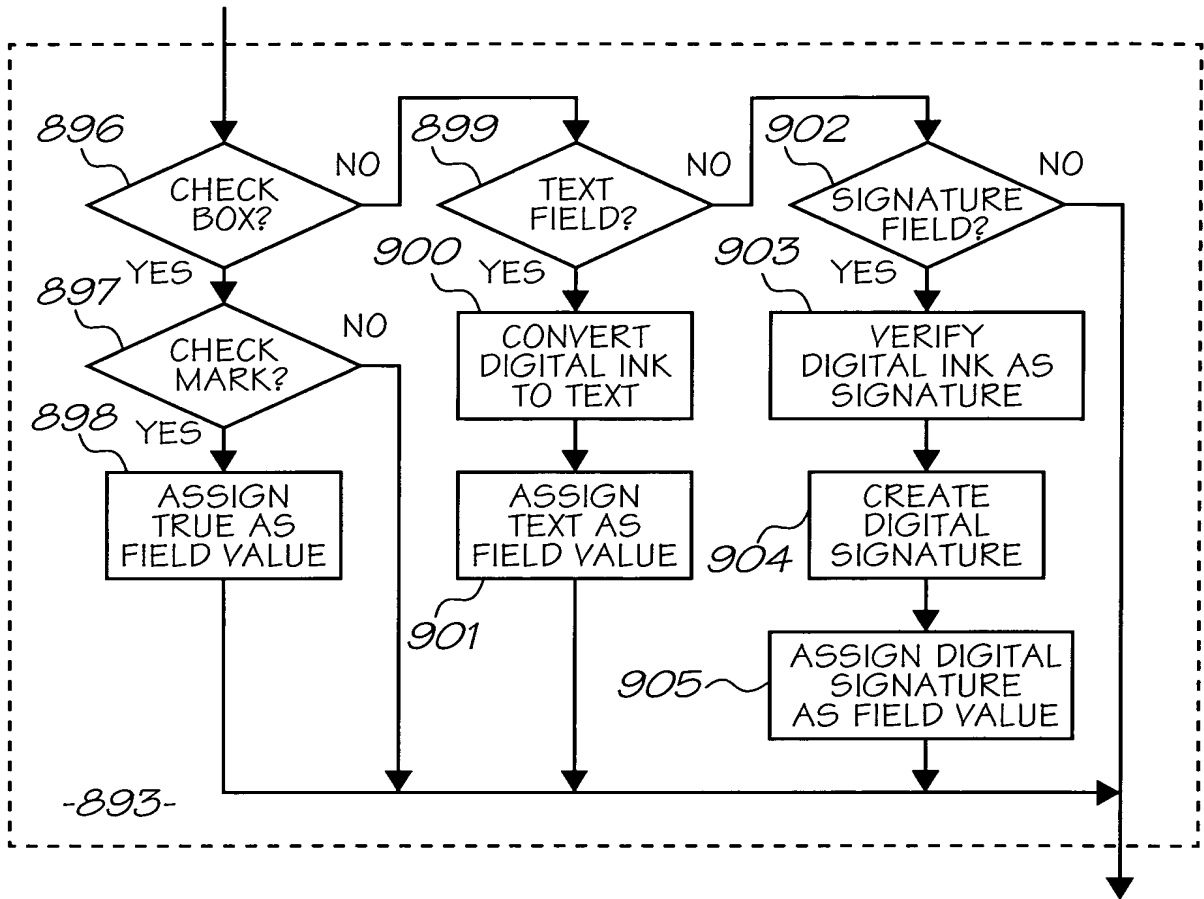 896
CHECK
BOX?
NO
YES
899
TEXT
FIELD?
NO
YES
902
SIGNATURE
FIELD?
NO
YES
897
CHECK
MARK?
NO
YES
898
ASSIGN
TRUE AS
FIELD VALUE
900
CONVERT
DIGITAL INK
TO TEXT
901
ASSIGN
TEXT AS
FIELD VALUE
903
VERIFY
DIGITAL INK AS
SIGNATURE
904
CREATE
DIGITAL
SIGNATURE
905
ASSIGN DIGITAL
SIGNATURE
AS FIELD VALUE
-893-